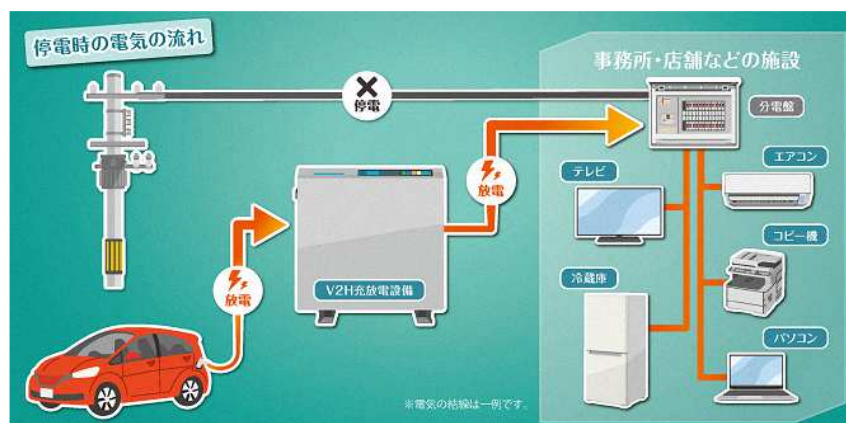 停電時の電気の流れ
事務所・店舗などの施設
停電
分電盤
放電
テレビ
エアコン
コピー機
冷蔵庫
V2H充放電設備
放電
パソコン
※電気の結線は一例です。